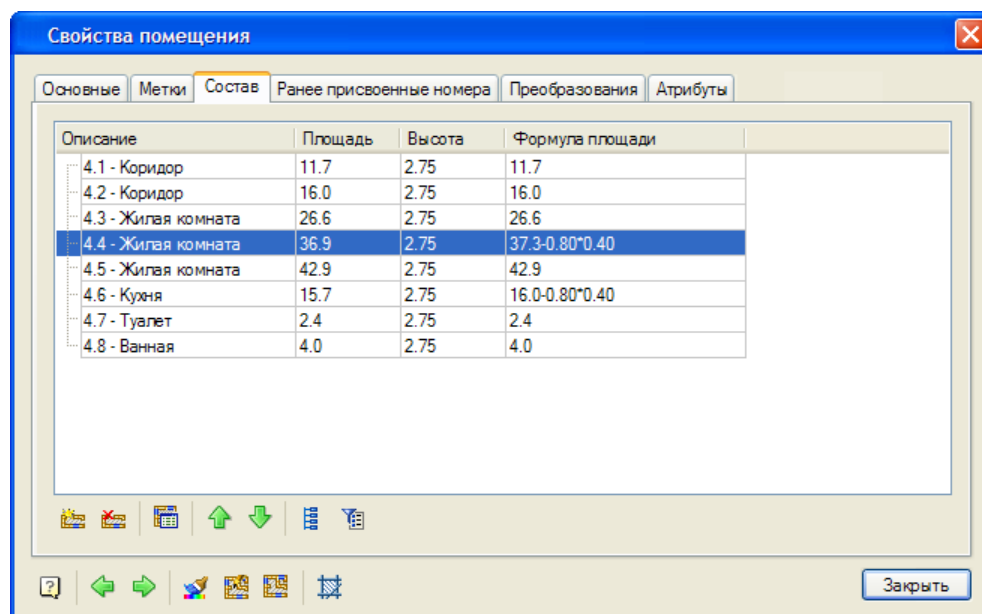 Свойства помещения
Основные Метки Состав Ранее присвоенные номера Преобразования Атрибуты
Описание Площадь Высота Формула площади
4.1 - Коридор 11.7 2.75 11.7
4.2 - Коридор 16.0 2.75 16.0
4.3 - Жилая комната 26.6 2.75 26.6
4.4 - Жилая комната 36.9 2.75 37.3-0.80*0.40
4.5 - Жилая комната 42.9 2.75 42.9
4.6 - Кухня 15.7 2.75 16.0-0.80*0.40
4.7 - Туалет 2.4 2.75 2.4
4.8 - Ванная 4.0 2.75 4.0
Закрыть